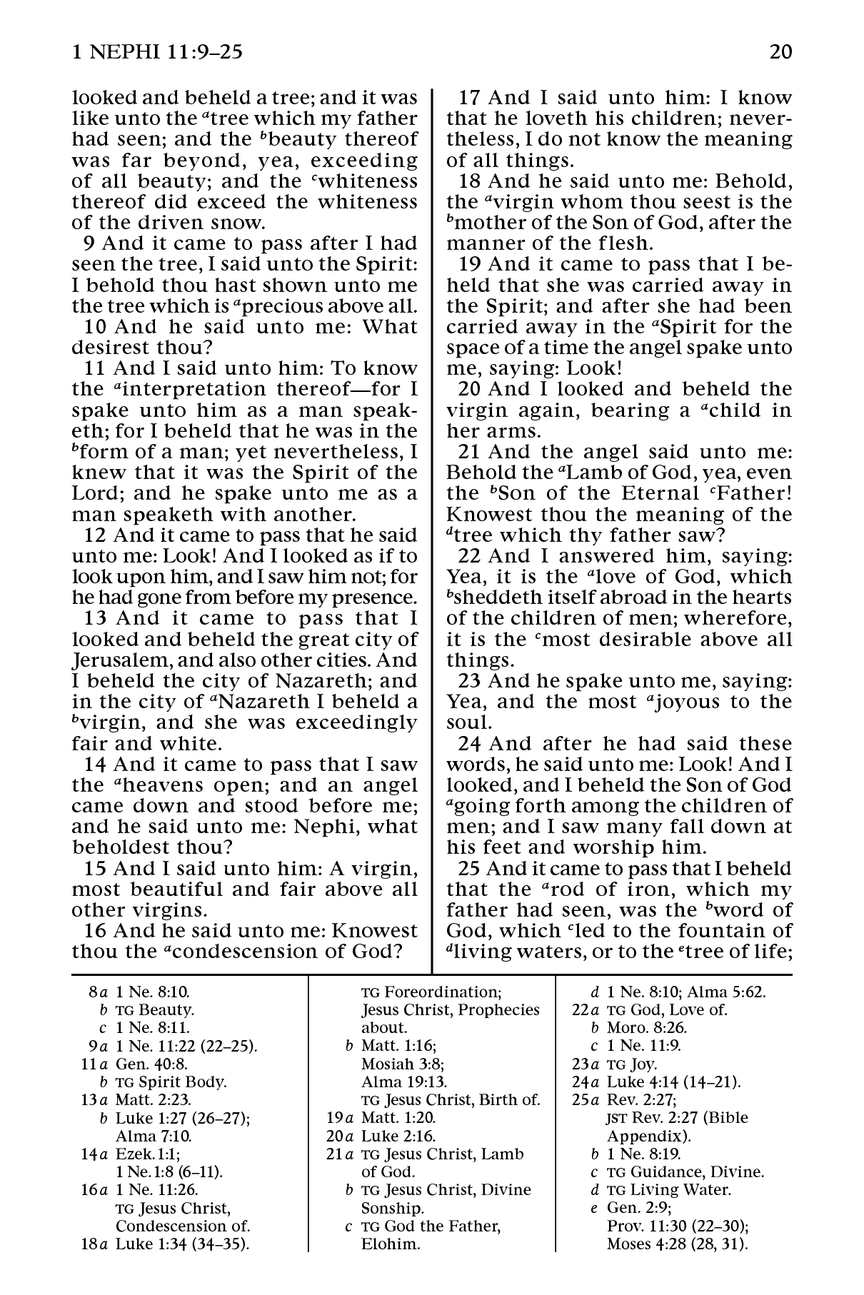 1 NEPHI 11:9–25
20
looked and beheld a tree; and it was
like unto the ᵃtree which my father
had seen; and the ᵇbeauty thereof
was far beyond, yea, exceeding
of all beauty; and the ᶜwhiteness
thereof did exceed the whiteness
of the driven snow.
9 And it came to pass after I had
seen the tree, I said unto the Spirit:
I behold thou hast shown unto me
the tree which is ᵃprecious above all.
10 And he said unto me: What
desirest thou?
11 And I said unto him: To know
the ᵃinterpretation thereof—for I
spake unto him as a man speak-
eth; for I beheld that he was in the
ᵇform of a man; yet nevertheless, I
knew that it was the Spirit of the
Lord; and he spake unto me as a
man speaketh with another.
12 And it came to pass that he said
unto me: Look! And I looked as if to
look upon him, and I saw him not; for
he had gone from before my presence.
13 And it came to pass that I
looked and beheld the great city of
Jerusalem, and also other cities. And
I beheld the city of Nazareth; and
in the city of ᵃNazareth I beheld a
ᵇvirgin, and she was exceedingly
fair and white.
14 And it came to pass that I saw
the ᵃheavens open; and an angel
came down and stood before me;
and he said unto me: Nephi, what
beholdest thou?
15 And I said unto him: A virgin,
most beautiful and fair above all
other virgins.
16 And he said unto me: Knowest
thou the ᵃcondescension of God?
17 And I said unto him: I know
that he loveth his children; never-
theless, I do not know the meaning
of all things.
18 And he said unto me: Behold,
the ᵃvirgin whom thou seest is the
ᵇmother of the Son of God, after the
manner of the flesh.
19 And it came to pass that I be-
held that she was carried away in
the Spirit; and after she had been
carried away in the ᵃSpirit for the
space of a time the angel spake unto
me, saying: Look!
20 And I looked and beheld the
virgin again, bearing a ᵃchild in
her arms.
21 And the angel said unto me:
Behold the ᵃLamb of God, yea, even
the ᵇSon of the Eternal ᶜFather!
Knowest thou the meaning of the
ᵈtree which thy father saw?
22 And I answered him, saying:
Yea, it is the ᵃlove of God, which
ᵇsheddeth itself abroad in the hearts
of the children of men; wherefore,
it is the ᶜmost desirable above all
things.
23 And he spake unto me, saying:
Yea, and the most ᵃjoyous to the
soul.
24 And after he had said these
words, he said unto me: Look! And I
looked, and I beheld the Son of God
ᵃgoing forth among the children of
men; and I saw many fall down at
his feet and worship him.
25 And it came to pass that I beheld
that the ᵃrod of iron, which my
father had seen, was the ᵇword of
God, which ᶜled to the fountain of
ᵈliving waters, or to the ᵉtree of life;
8a 1 Ne. 8:10.
b TG Beauty.
c 1 Ne. 8:11.
9a 1 Ne. 11:22 (22–25).
11a Gen. 40:8.
b TG Spirit Body.
13a Matt. 2:23.
b Luke 1:27 (26–27);
Alma 7:10.
14a Ezek. 1:1;
1 Ne. 1:8 (6–11).
16a 1 Ne. 11:26.
TG Jesus Christ,
Condescension of.
18a Luke 1:34 (34–35).
TG Foreordination;
Jesus Christ, Prophecies
about.
b Matt. 1:16;
Mosiah 3:8;
Alma 19:13.
TG Jesus Christ, Birth of.
19a Matt. 1:20.
20a Luke 2:16.
21a TG Jesus Christ, Lamb
of God.
b TG Jesus Christ, Divine
Sonship.
c TG God the Father,
Elohim.
d 1 Ne. 8:10; Alma 5:62.
22a TG God, Love of.
b Moro. 8:26.
c 1 Ne. 11:9.
23a TG Joy.
24a Luke 4:14 (14–21).
25a Rev. 2:27;
JST Rev. 2:27 (Bible
Appendix).
b 1 Ne. 8:19.
c TG Guidance, Divine.
d TG Living Water.
e Gen. 2:9;
Prov. 11:30 (22–30);
Moses 4:28 (28, 31).